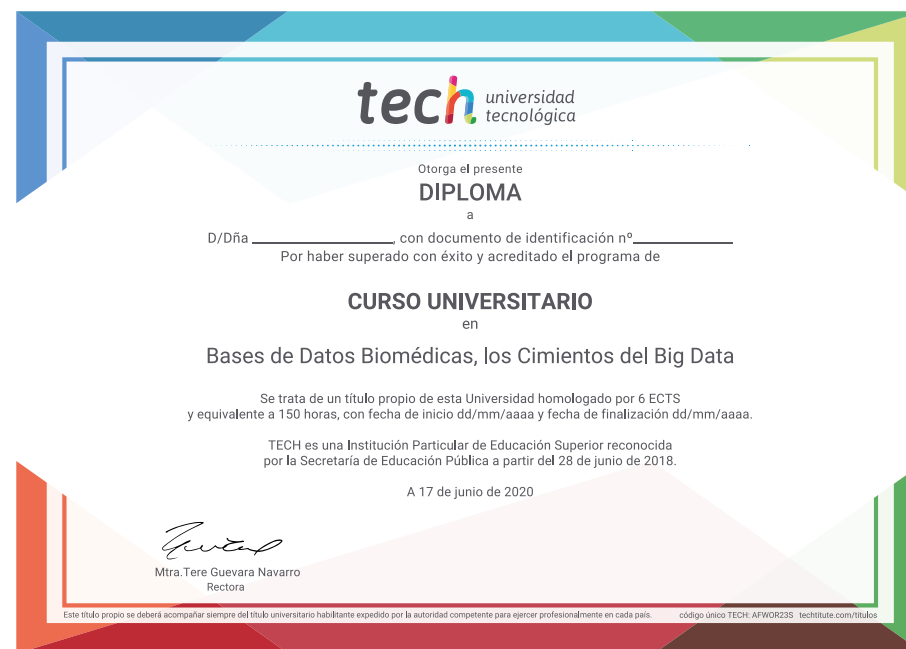 tech universidad
tecnológica
Otorga el presente
DIPLOMA
a
D/Dña ____________________, con documento de identificación nº______________
Por haber superado con éxito y acreditado el programa de
CURSO UNIVERSITARIO
en
Bases de Datos Biomédicas, los Cimientos del Big Data
Se trata de un título propio de esta Universidad homologado por 6 ECTS
y equivalente a 150 horas, con fecha de inicio dd/mm/aaaa y fecha de finalización dd/mm/aaaa.
TECH es una Institución Particular de Educación Superior reconocida
por la Secretaría de Educación Pública a partir del 28 de junio de 2018.
A 17 de junio de 2020
Mtra.Tere Guevara Navarro
Rectora
Este título propio se deberá acompañar siempre del título universitario habilitante expedido por la autoridad competente para ejercer profesionalmente en cada país. código único TECH: AFWOR23S techtitute.com/titulos